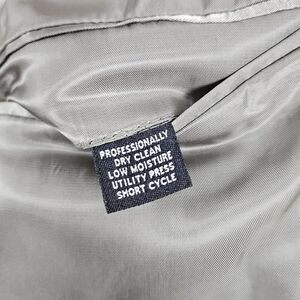 PROFESSIONALLY
DRY CLEAN
LOW MOISTURE
UTILITY PRESS
SHORT CYCLE